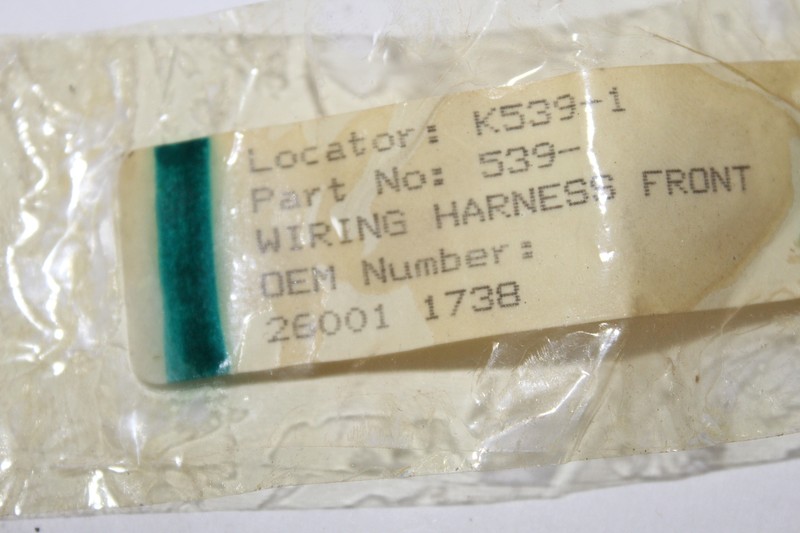 Locator: K539-1
Part No: 539-
WIRING HARNESS FRONT
OEM Number:
26001 1738